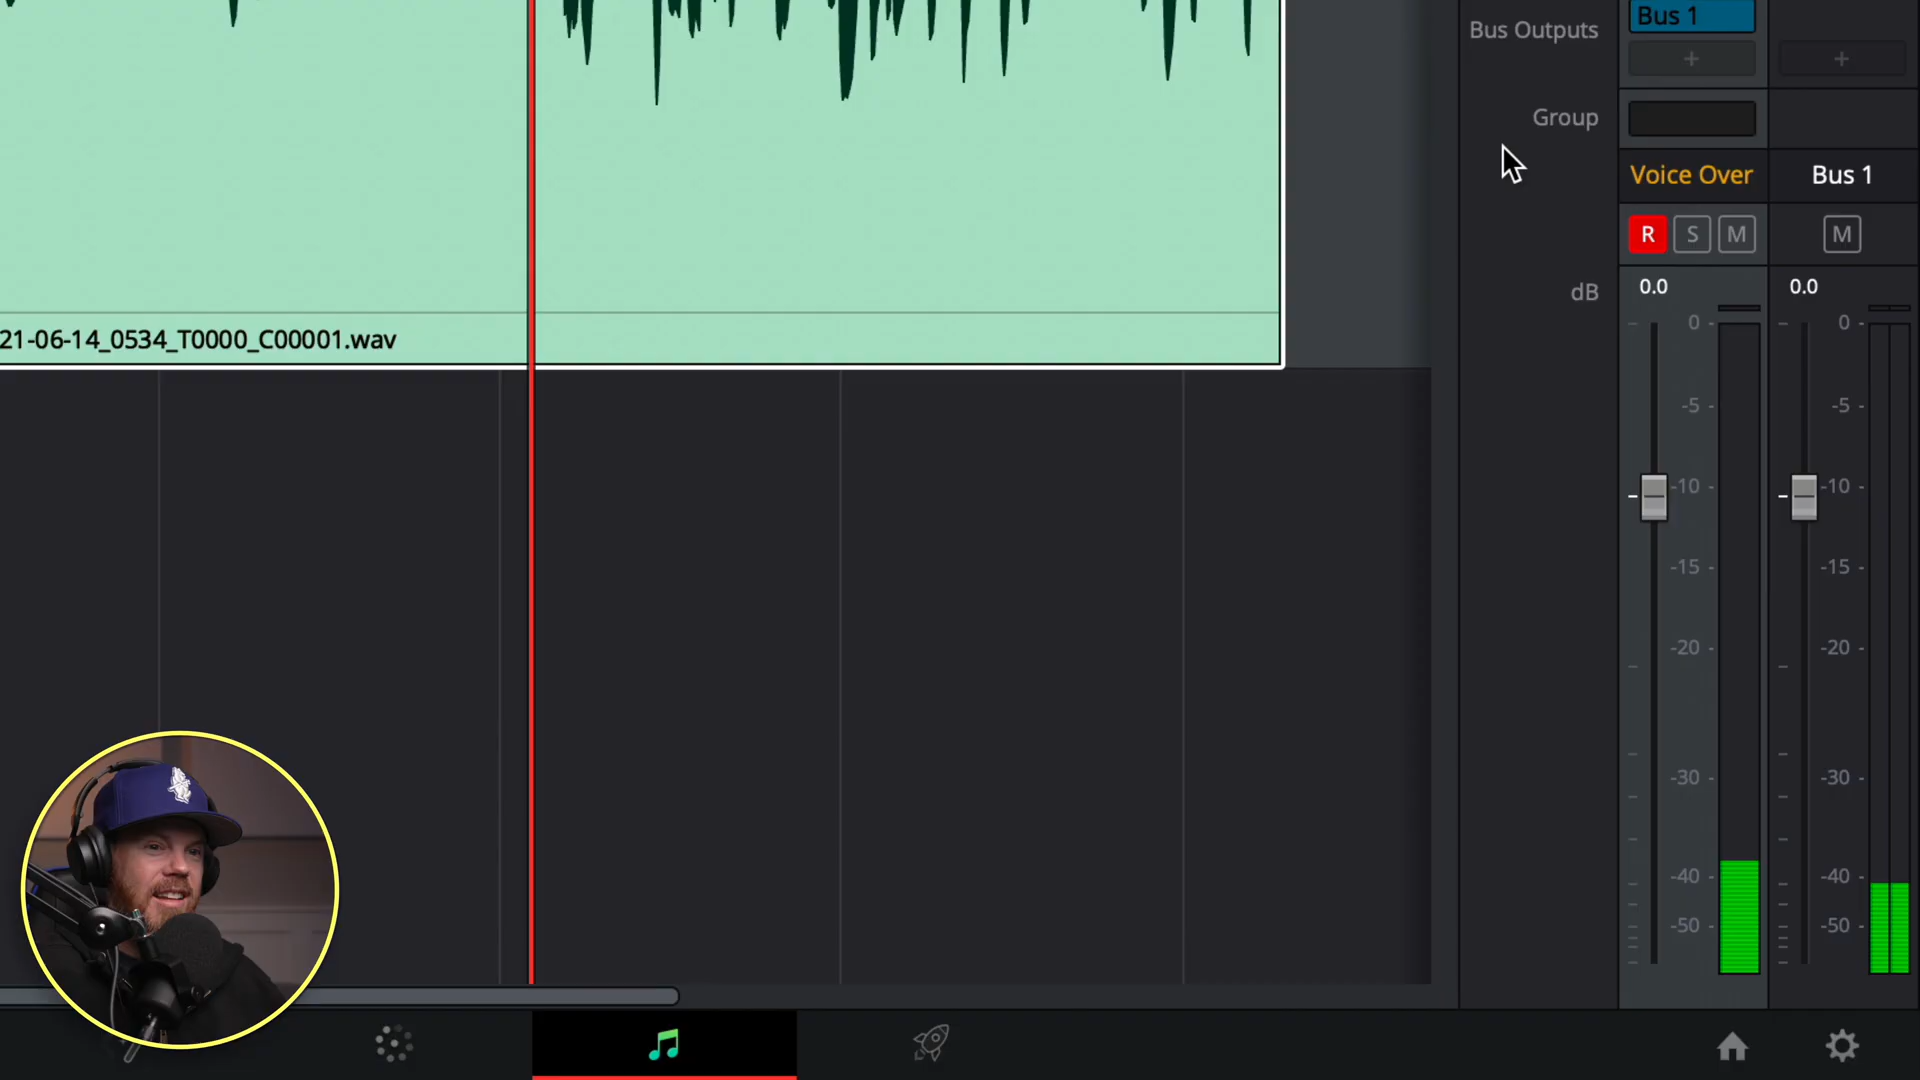 Bus Outputs
Bus 1
+
+
Group
Voice Over
Bus 1
R S M
M
dB
0.0
0.0
0
-5
-10
-15
-20
-30
-40
-50
0
-5
-10
-15
-20
-30
-40
-50
21-06-14_0534_T0000_C00001.wav